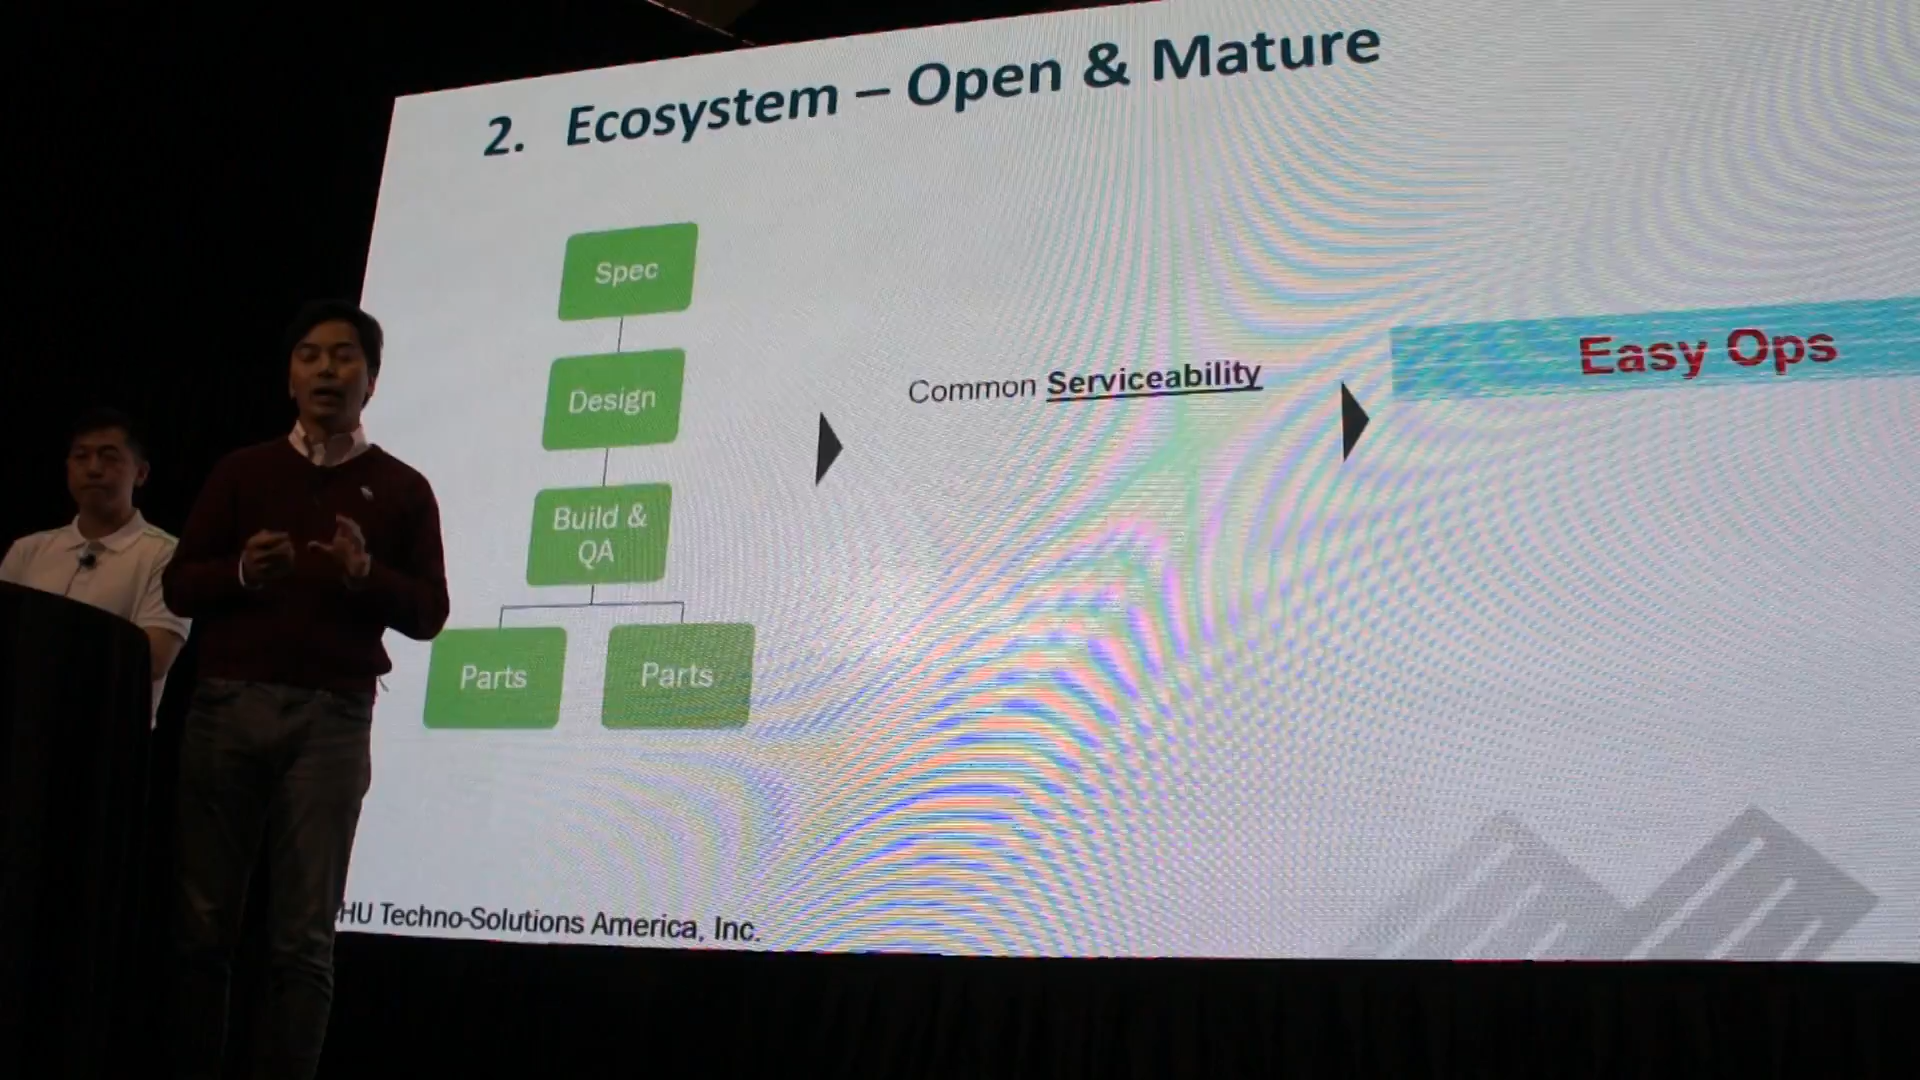 2. Ecosystem – Open & Mature
Spec
Design
Build &
QA
Parts
Parts
Common Serviceability
Easy Ops
HU Techno-Solutions America, Inc.